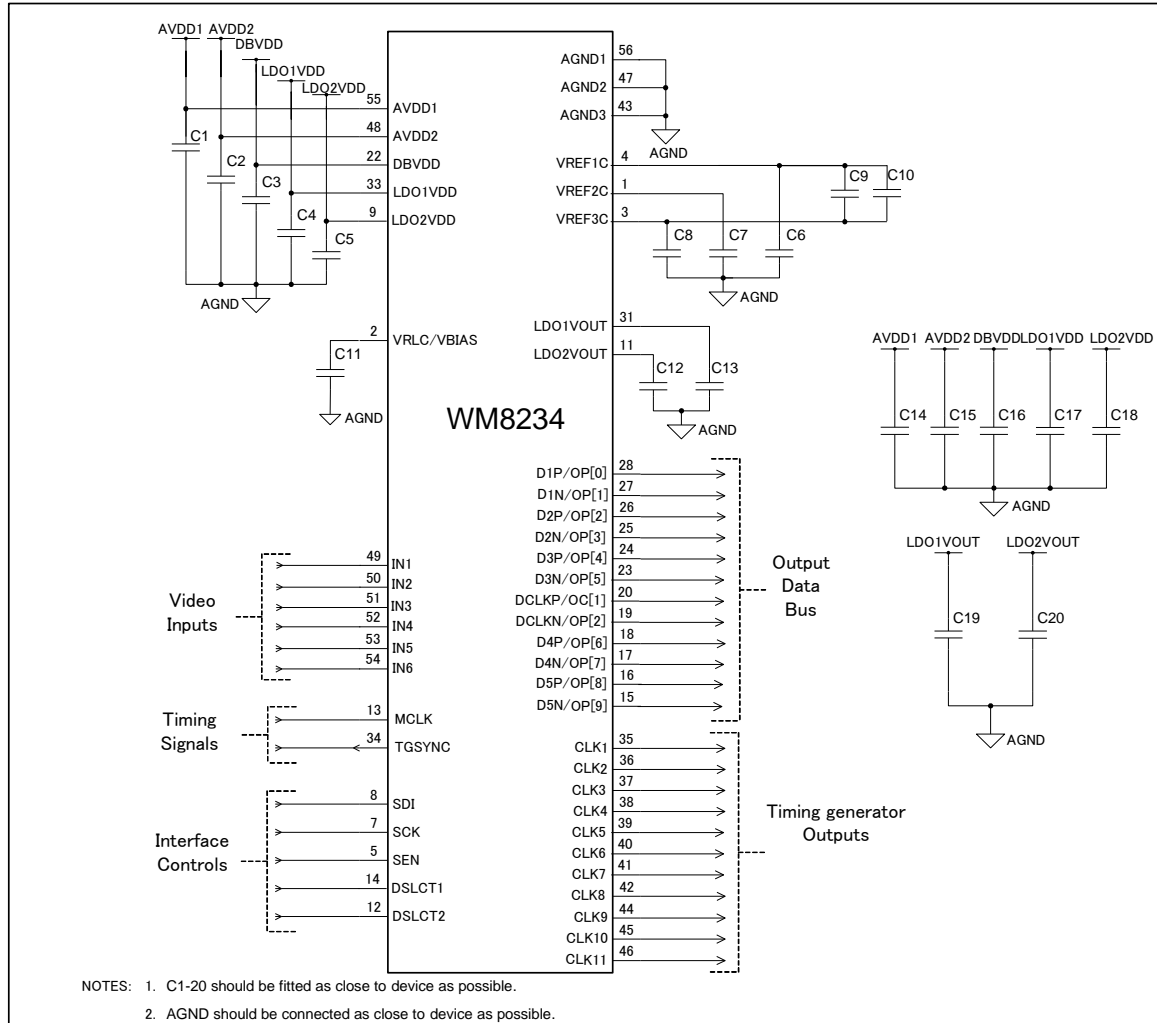 AVDD1
AVDD2
DBVDD
LDO1VDD
LDO2VDD
55
AVDD1
48
AVDD2
22
DBVDD
33
LDO1VDD
9
LDO2VDD
C1
C2
C3
C4
C5
AGND
2
VRLC/VBIAS
C11
AGND
WM8234
AGND1
56
AGND2
47
AGND3
43
AGND
VREF1C
4
VREF2C
1
VREF3C
3
C9
C10
C8
C7
C6
AGND
LDO1VOUT
31
LDO2VOUT
11
C12
C13
AGND
AVDD1
AVDD2
DBVDD
LDO1VDD
LDO2VDD
C14
C15
C16
C17
C18
AGND
LDO1VOUT
LDO2VOUT
C19
C20
AGND
Video
Inputs
49
IN1
50
IN2
51
IN3
52
IN4
53
IN5
54
IN6
Timing
Signals
13
MCLK
34
TGSYNC
Interface
Controls
8
SDI
7
SCK
5
SEN
14
DSLCT1
12
DSLCT2
D1P/OP[0]
28
D1N/OP[1]
27
D2P/OP[2]
26
D2N/OP[3]
25
D3P/OP[4]
24
D3N/OP[5]
23
DCLKP/OC[1]
20
DCLKN/OP[2]
19
D4P/OP[6]
18
D4N/OP[7]
17
D5P/OP[8]
16
D5N/OP[9]
15
Output
Data
Bus
CLK1
35
CLK2
36
CLK3
37
CLK4
38
CLK5
39
CLK6
40
CLK7
41
CLK8
42
CLK9
44
CLK10
45
CLK11
46
Timing generator
Outputs
NOTES: 1. C1-20 should be fitted as close to device as possible.
2. AGND should be connected as close to device as possible.